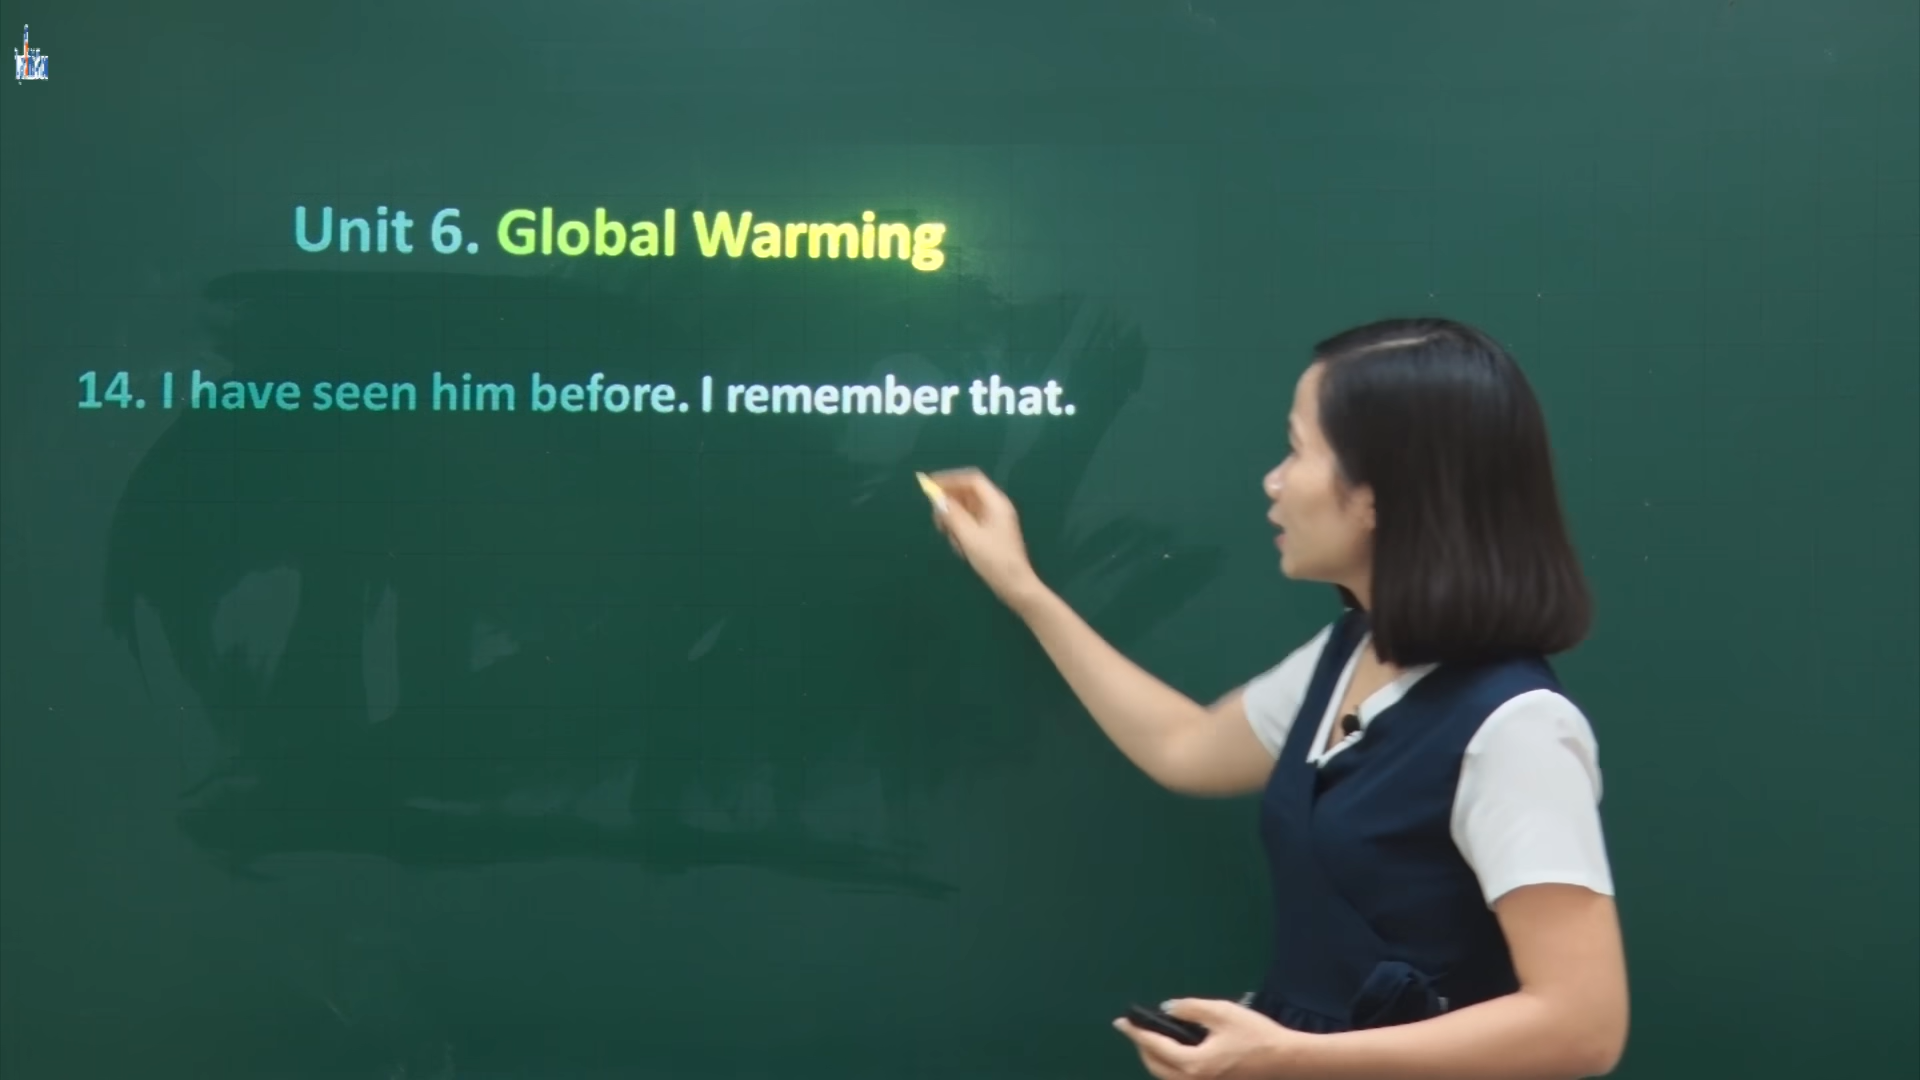 Unit 6. Global Warming
14. I have seen him before. I remember that.